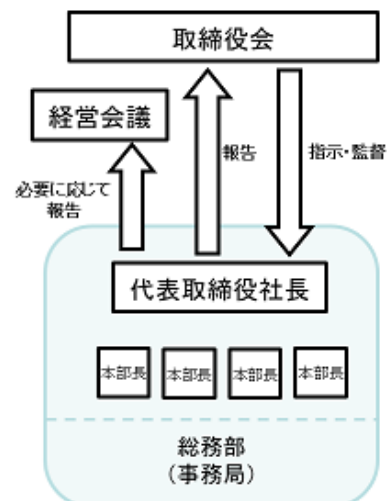 取締役会
経営会議
報告
指示・監督
必要に応じて
報告
代表取締役社長
本部長
本部長
本部長
本部長
総務部
（事務局）